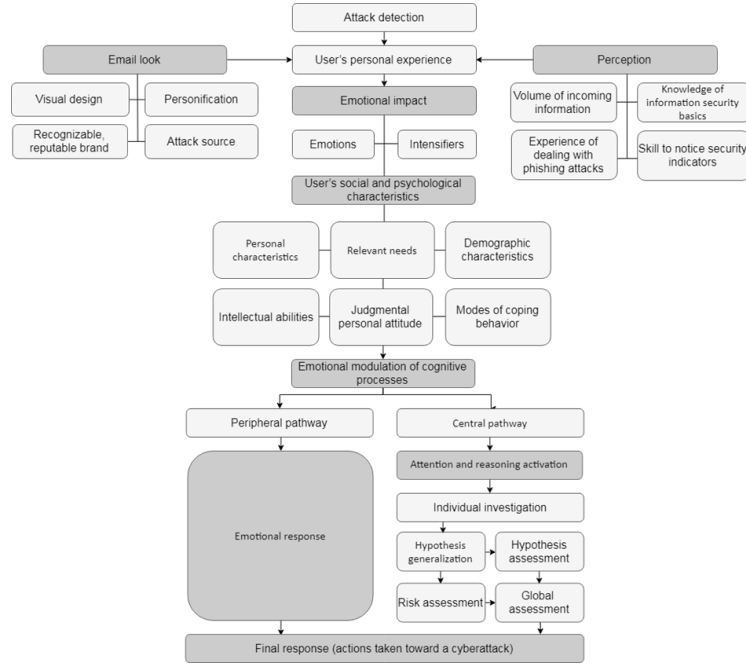 Attack detection
Email look
User's personal experience
Perception
Visual design
Personification
Recognizable,
reputable brand
Attack source
Emotional impact
Emotions
Intensifiers
Volume of incoming
information
Knowledge of
information security
basics
Experience of
dealing with
phishing attacks
Skill to notice security
indicators
User's social and psychological
characteristics
Personal
characteristics
Relevant needs
Demographic
characteristics
Intellectual abilities
Judgmental
personal attitude
Modes of coping
behavior
Emotional modulation of cognitive
processes
Peripheral pathway
Central pathway
Emotional response
Attention and reasoning activation
Individual investigation
Hypothesis
generalization
Hypothesis
assessment
Risk assessment
Global
assessment
Final response (actions taken toward a cyberattack)